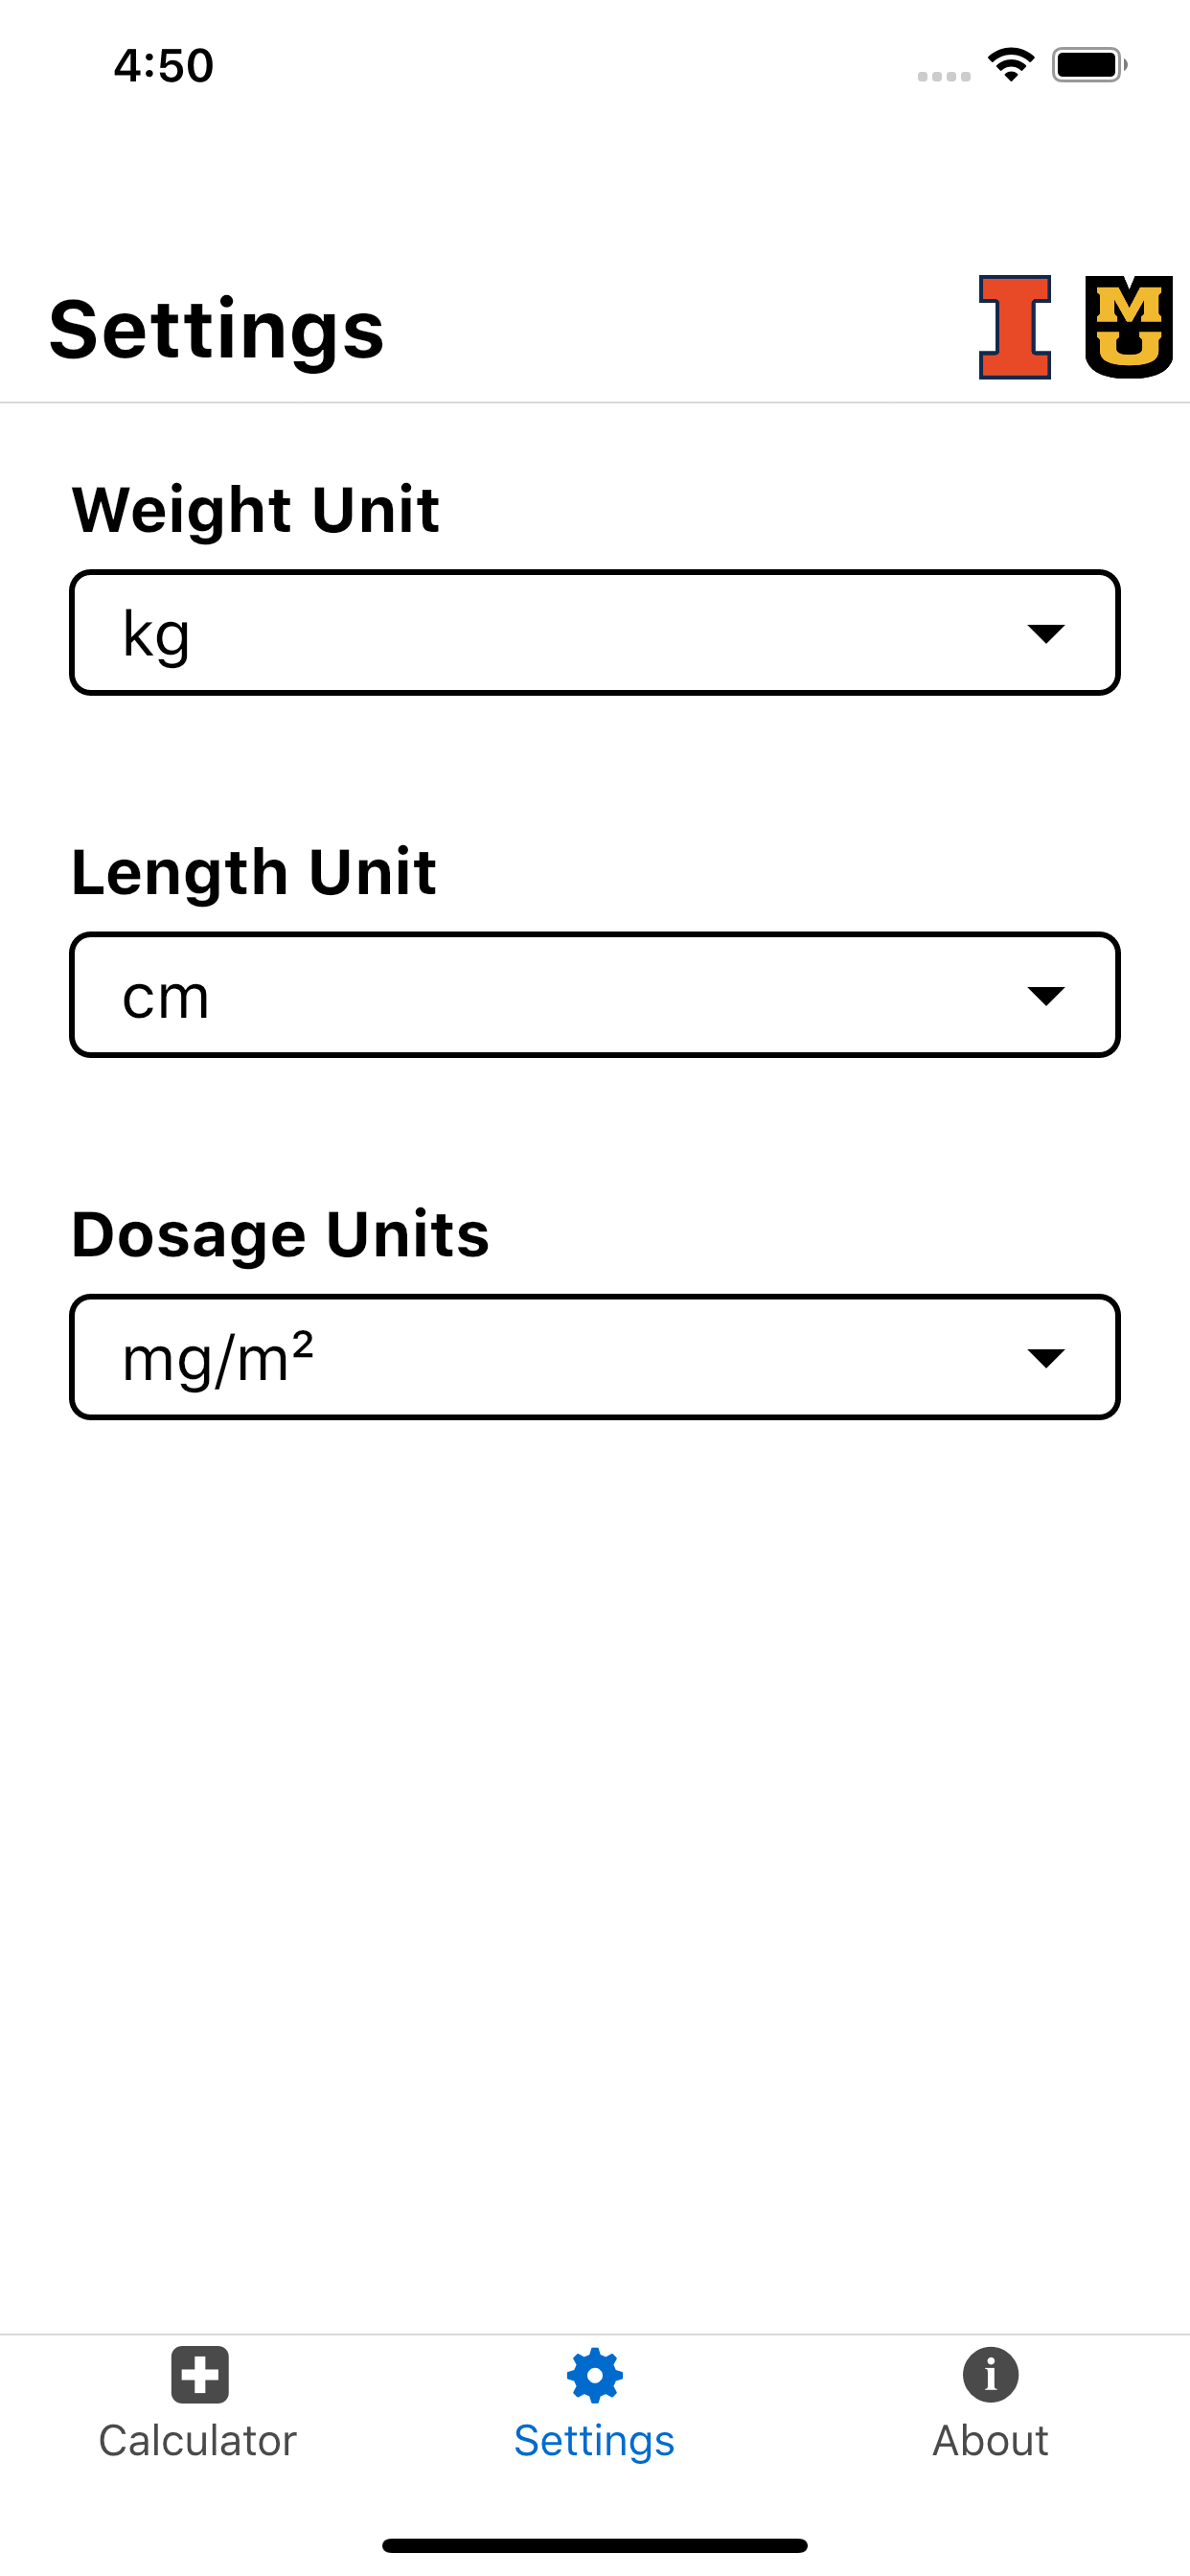 4:50
Settings
I
MU
Weight Unit
kg
Length Unit
cm
Dosage Units
mg/m²
Calculator
Settings
About